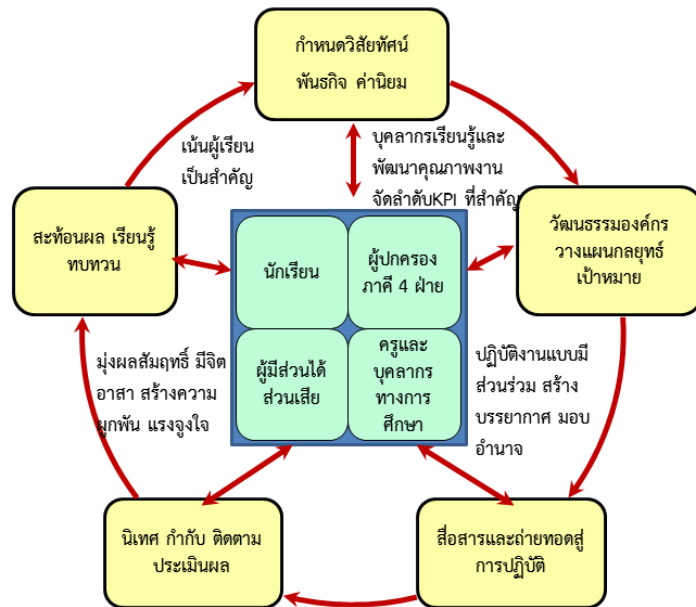 กำหนดวิสัยทัศน์
พันธกิจ ค่านิยม
เน้นผู้เรียน
เป็นสำคัญ
บุคลากรเรียนรู้และ
พัฒนาคุณภาพงาน
จัดลำดับKPI ที่สำคัญ
สะท้อนผล เรียนรู้
ทบทวน
นักเรียน
ผู้ปกครอง
ภาคี 4 ฝ่าย
วัฒนธรรมองค์กร
วางแผนกลยุทธ์
เป้าหมาย
มุ่งผลสัมฤทธิ์ มีจิต
อาสา สร้างความ
ผูกพัน แรงจูงใจ
ผู้มีส่วนได้
ส่วนเสีย
ครูและ
บุคลากร
ทางการ
ศึกษา
ปฏิบัติงานแบบมี
ส่วนร่วม สร้าง
บรรยากาศ มอบ
อำนาจ
นิเทศ กำกับ ติดตาม
ประเมินผล
สื่อสารและถ่ายทอดสู่
การปฏิบัติ